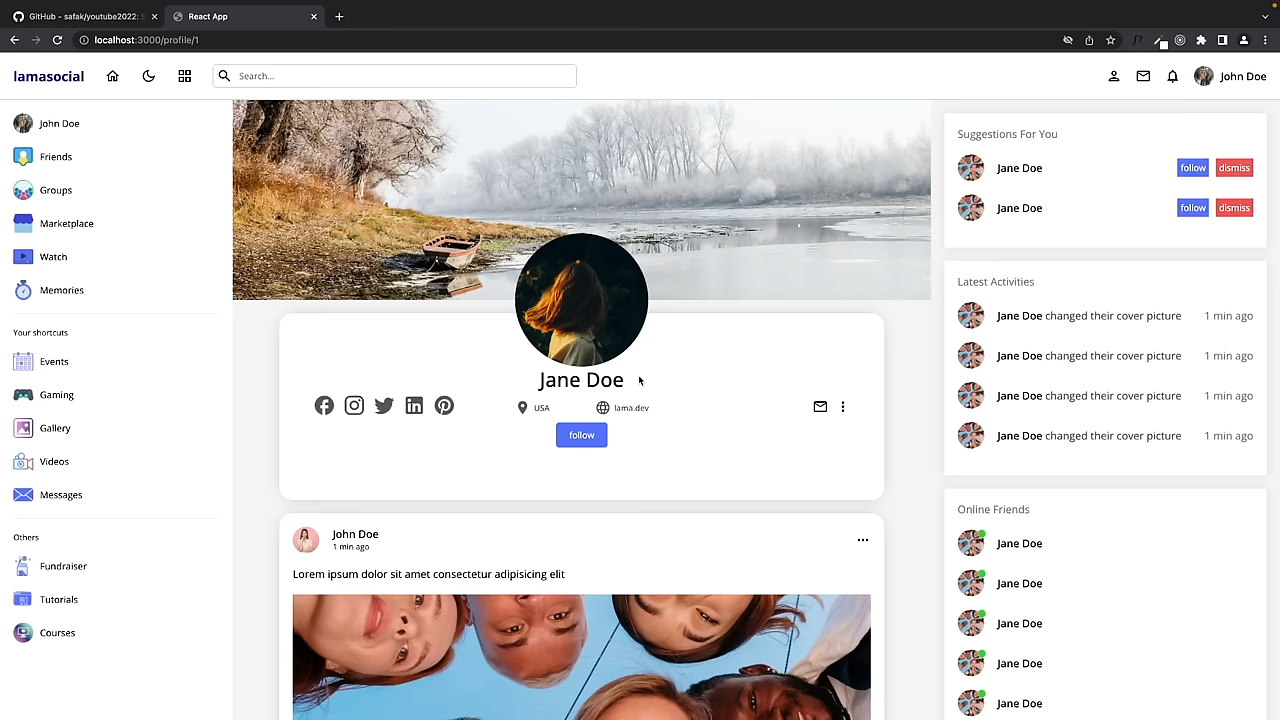 GitHub - safak/youtube2022: S
React App
localhost:3000/profile/1
f?
lamasocial
Search...
John Doe
John Doe
Friends
Groups
Marketplace
Watch
Memories
Your shortcuts
Events
Gaming
Gallery
Videos
Messages
Others
Fundraiser
Tutorials
Courses
Jane Doe
USA
lama.dev
follow
John Doe
1 min ago
Lorem ipsum dolor sit amet consectetur adipisicing elit
Suggestions For You
Jane Doe follow dismiss
Jane Doe follow dismiss
Latest Activities
Jane Doe changed their cover picture 1 min ago
Jane Doe changed their cover picture 1 min ago
Jane Doe changed their cover picture 1 min ago
Jane Doe changed their cover picture 1 min ago
Online Friends
Jane Doe
Jane Doe
Jane Doe
Jane Doe
Jane Doe